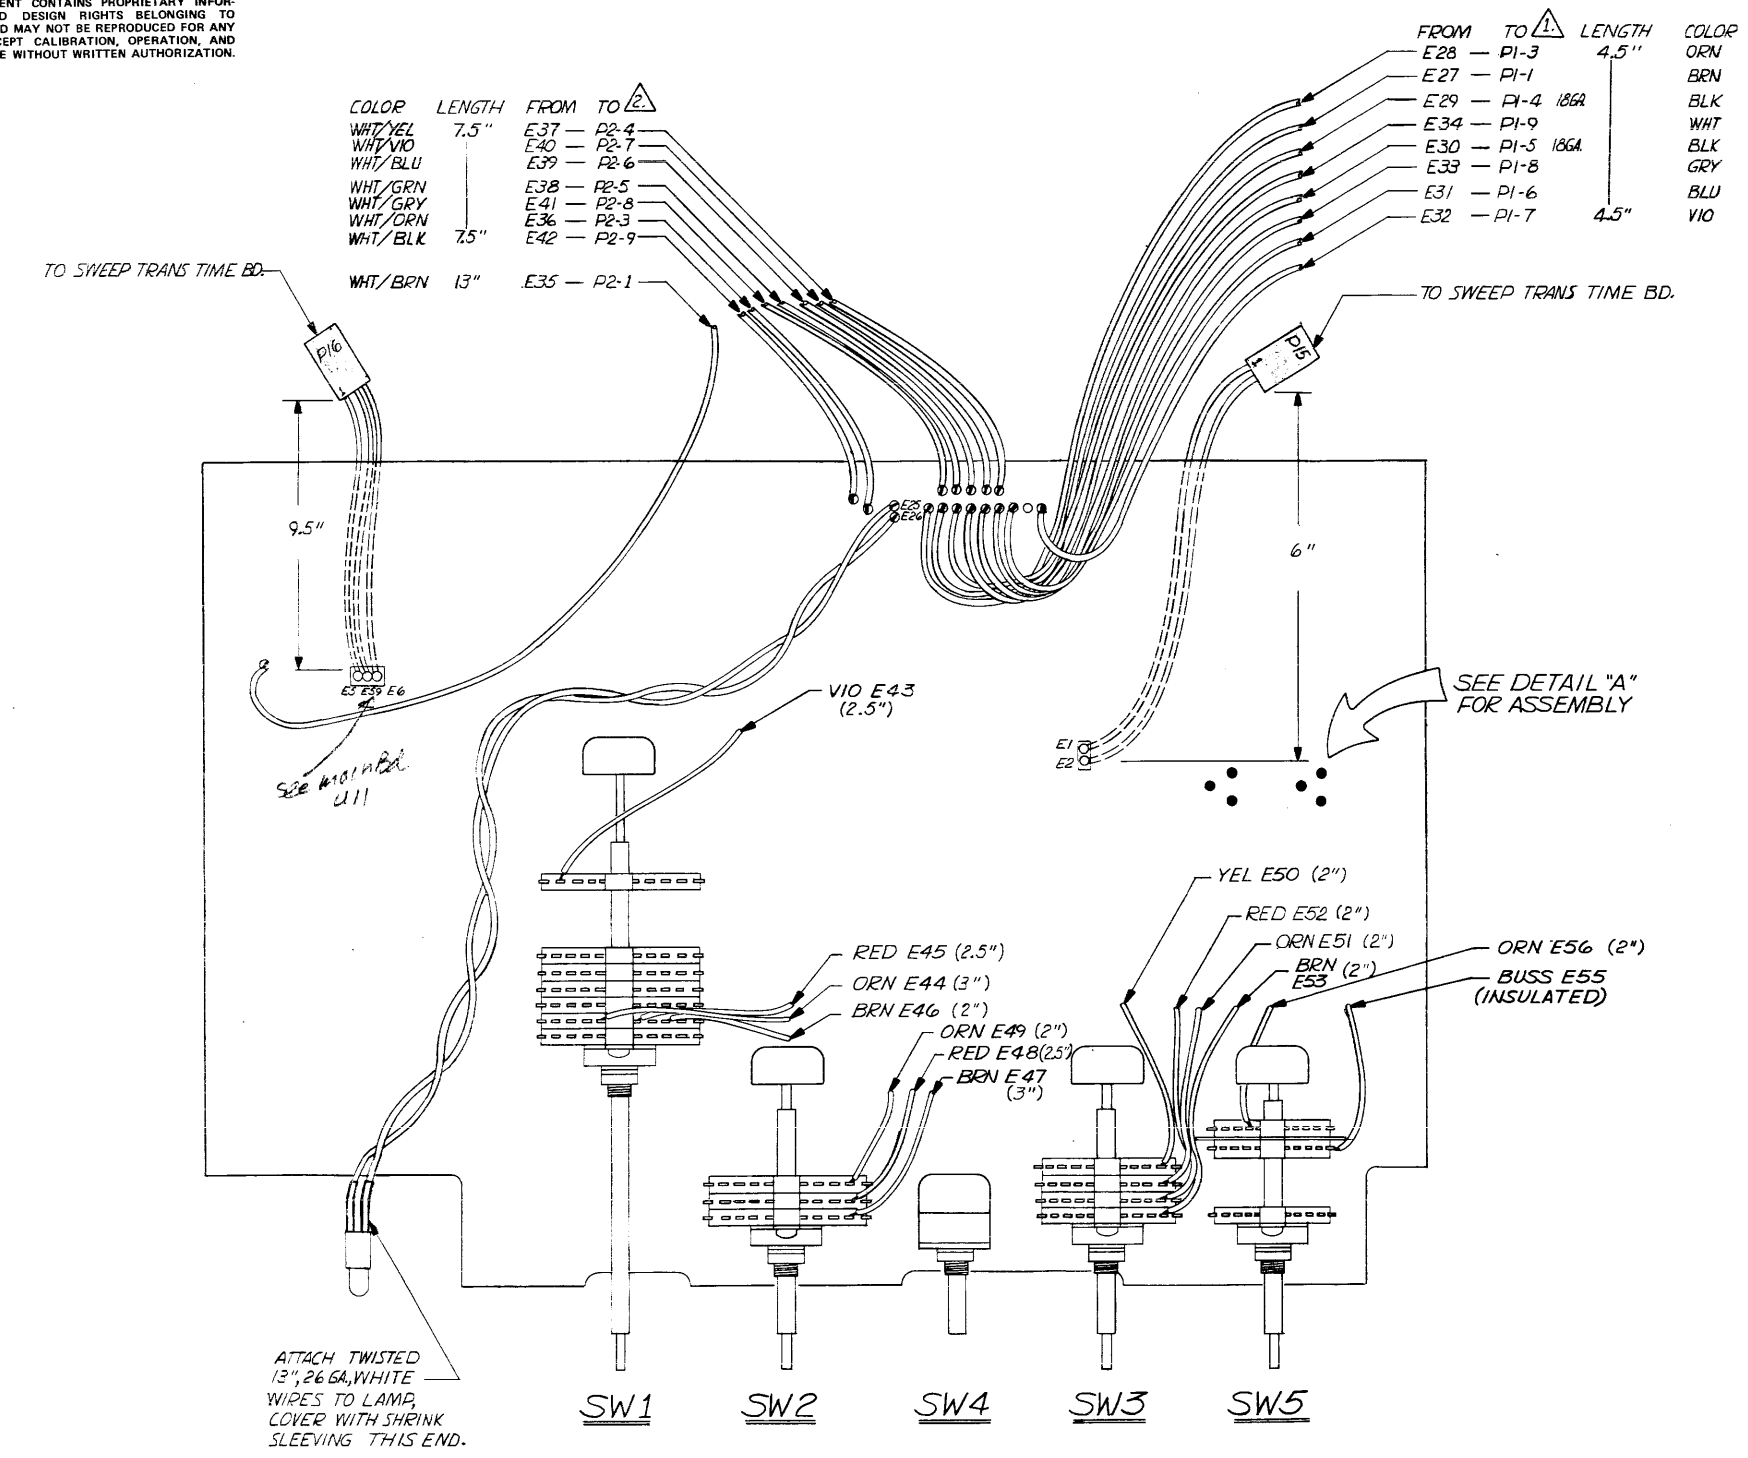 ENT CONTAINS PROPRIETARY INFOR-
D DESIGN RIGHTS BELONGING TO
D MAY NOT BE REPRODUCED FOR ANY
CEPT CALIBRATION, OPERATION, AND
E WITHOUT WRITTEN AUTHORIZATION.
COLOR LENGTH FROM TO 2.
WHT/YEL 7.5" E37 — P2-4
WHT/VIO E40 — P2-7
WHT/BLU E39 — P2-6
WHT/GRN E38 — P2-5
WHT/GRY E41 — P2-8
WHT/ORN E36 — P2-3
WHT/BLK 7.5" E42 — P2-9
WHT/BRN 13" E35 — P2-1
FROM TO 1. LENGTH COLOR
E28 — P1-3 4.5" ORN
E27 — P1-1 BRN
E29 — P1-4 18GA BLK
E34 — P1-9 WHT
E30 — P1-5 18GA. BLK
E33 — P1-8 GRY
E31 — P1-6 BLU
E32 — P1-7 4.5" VIO
TO SWEEP TRANS TIME BD.
TO SWEEP TRANS TIME BD.
P16
1
P15
1
9.5"
6"
E25
E26
E5 E59 E6
See main Bd
U11
VIO E43
(2.5")
E1
E2
SEE DETAIL "A"
FOR ASSEMBLY
YEL E50 (2")
RED E52 (2")
ORN E51 (2")
BRN (2")
E53
ORN E56 (2")
BUSS E55
(INSULATED)
RED E45 (2.5")
ORN E44 (3")
BRN E46 (2")
ORN E49 (2")
RED E48 (2.5")
BRN E47
(3")
ATTACH TWISTED
13", 26 GA., WHITE
WIRES TO LAMP,
COVER WITH SHRINK
SLEEVING THIS END.
SW1 SW2 SW4 SW3 SW5